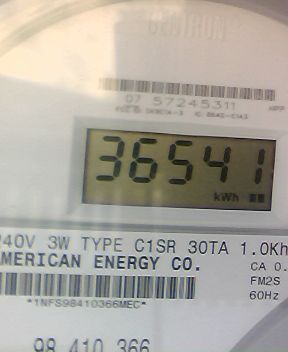 CENTRON
07 57245311
36541
kWh
240V 3W TYPE C1SR 30TA 1.0Kh
AMERICAN ENERGY CO.
CA 0.
FM2S
60Hz
*1NFS98410366MEC*
98 410 366